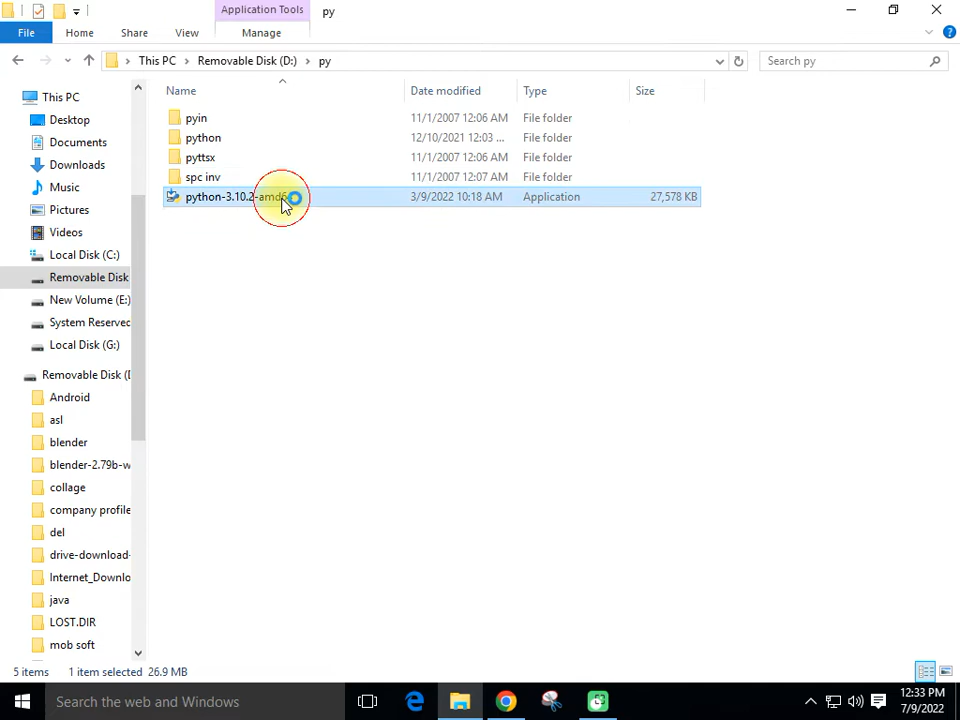 Application Tools
py
File
Home
Share
View
Manage
This PC
Removable Disk (D:)
py
Search py
Name
Date modified
Type
Size
pyin
11/1/2007 12:06 AM
File folder
python
12/10/2021 12:03 ...
File folder
pyttsx
11/1/2007 12:06 AM
File folder
spc inv
11/1/2007 12:07 AM
File folder
python-3.10.2-amd6
3/9/2022 10:18 AM
Application
27,578 KB
This PC
Desktop
Documents
Downloads
Music
Pictures
Videos
Local Disk (C:)
Removable Disk
New Volume (E:)
System Reserved
Local Disk (G:)
Removable Disk (D
Android
asl
blender
blender-2.79b-w
collage
company profile
del
drive-download-
Internet_Downlo
java
LOST.DIR
mob soft
5 items
1 item selected 26.9 MB
Search the web and Windows
12:33 PM
7/9/2022